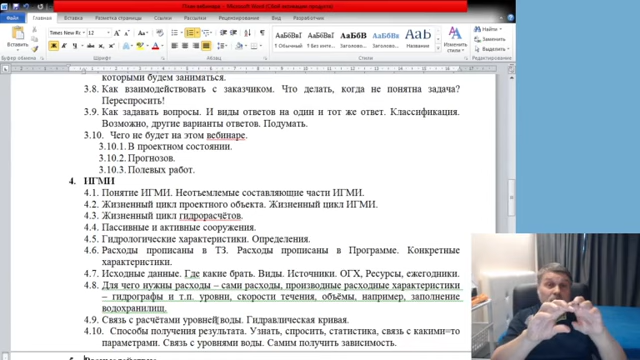 План вебинара - Microsoft Word (Сбой активации продукта)
Файл Главная Вставка Разметка страницы Ссылки Рассылки Рецензирование Вид Разработчик
Вставить Times New Ro 12 АаБбВвГ АаБбВвГ АаБбВ АаБбВв Aab Изменить стили Найти Заменить Выделить
¶ Обычный ¶ Без инте... Заголово... Заголово... Название
Буфер обмена Шрифт Абзац Стили Редактирование
которыми будем заниматься.
3.8. Как взаимодействовать с заказчиком. Что делать, когда не понятна задача?
Переспросить!
3.9. Как задавать вопросы. И виды ответов на один н тот же ответ. Классификация.
Возможно, другие варианты ответов. Подумать.
3.10. Чего не будет на этом вебинаре.
3.10.1. В проектном состоянии.
3.10.2. Прогнозов.
3.10.3. Полевых работ.
4. ИГМИ
4.1. Понятие ИГМИ. Неотъемлемые составляющие части ИГМИ.
4.2. Жизненный цикл проектного объекта. Жизненный цикл ИГМИ.
4.3. Жизненный цикл гидрорасчётов.
4.4. Пассивные и активные сооружения.
4.5. Гидрологические характеристики. Определения.
4.6. Расходы прописаны в ТЗ. Расходы прописаны в Программе. Конкретные
характеристики.
4.7. Исходные данные. Где какие брать. Виды. Источники. ОГХ, Ресурсы, ежегодники.
4.8. Для чего нужны расходы – сами расходы, производные расходные характеристики
– гидрографы и т.п. уровни, скорости течения, объёмы, например, заполнение
водохранилищ.
4.9. Связь с расчётами уровней воды. Гидравлическая кривая.
4.10. Способы получения результата. Узнать, спросить, статистика, связь с какими=то
параметрами. Связь с уровнями воды. Самим получить зависимость.